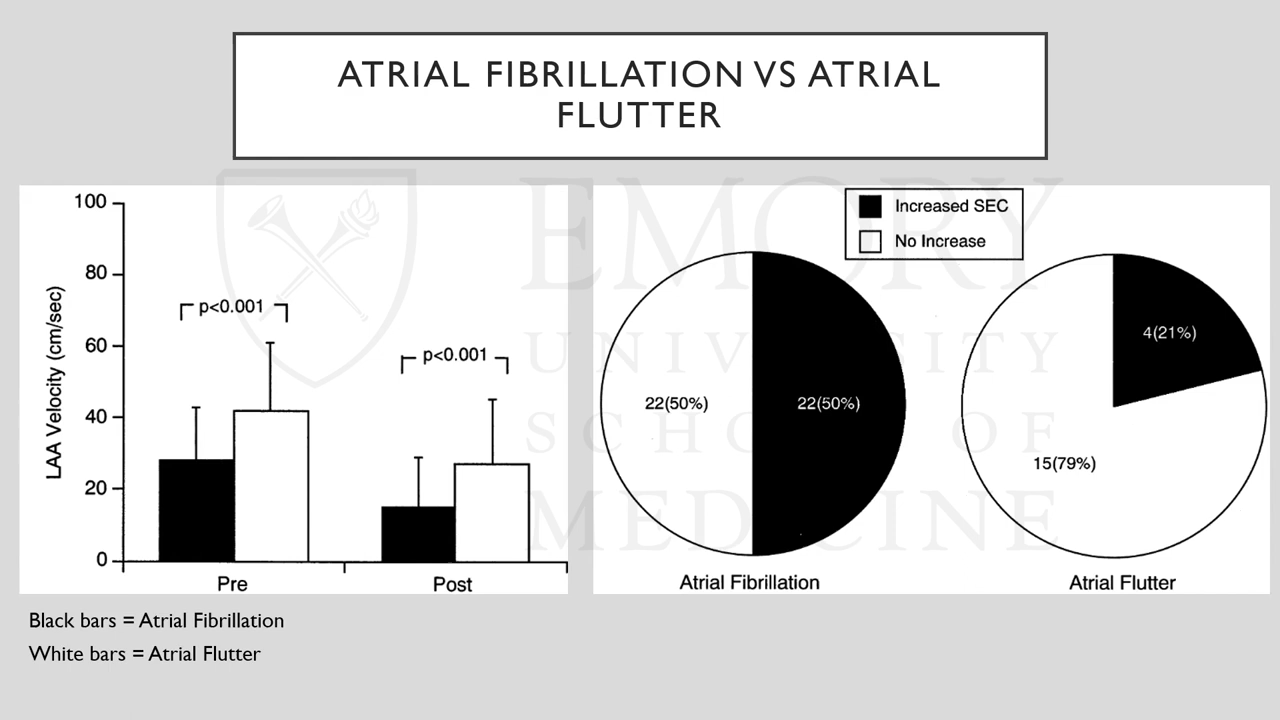 ATRIAL FIBRILLATION VS ATRIAL
FLUTTER
100
80
60
40
20
0
LAA Velocity (cm/sec)
p<0.001
p<0.001
Pre
Post
Increased SEC
No Increase
22(50%)
22(50%)
Atrial Fibrillation
4(21%)
15(79%)
Atrial Flutter
Black bars = Atrial Fibrillation
White bars = Atrial Flutter
EMORY
UNIVERSITY
SCHOOL OF
MEDICINE